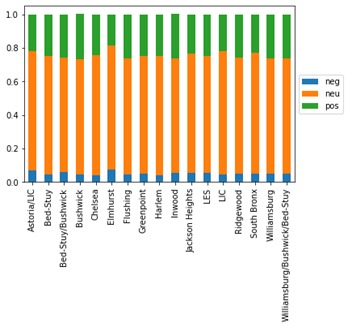 1.0
0.8
0.6
0.4
0.2
0.0
neg
neu
pos
Astoria/LIC
Bed-Stuy
Bed-Stuy/Bushwick
Bushwick
Chelsea
Elmhurst
Flushing
Greenpoint
Harlem
Inwood
Jackson Heights
LES
LIC
Ridgewood
South Bronx
Williamsburg
Williamsburg/Bushwick/Bed-Stuy